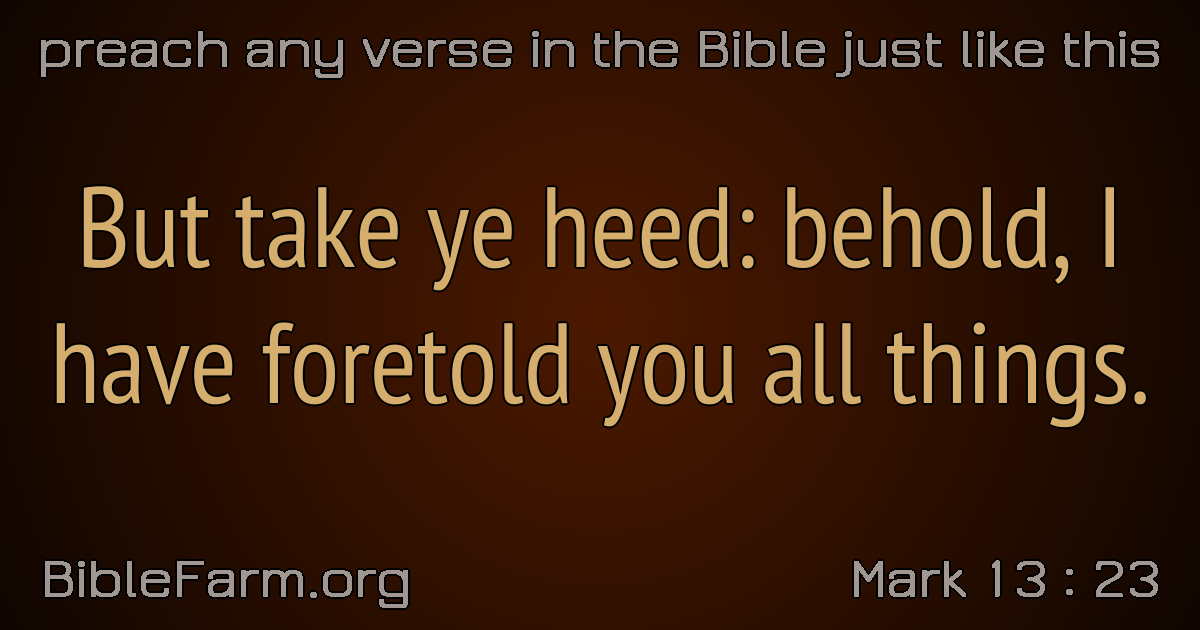 preach any verse in the Bible just like this
But take ye heed: behold, I
have foretold you all things.
BibleFarm.org
Mark 13 : 23